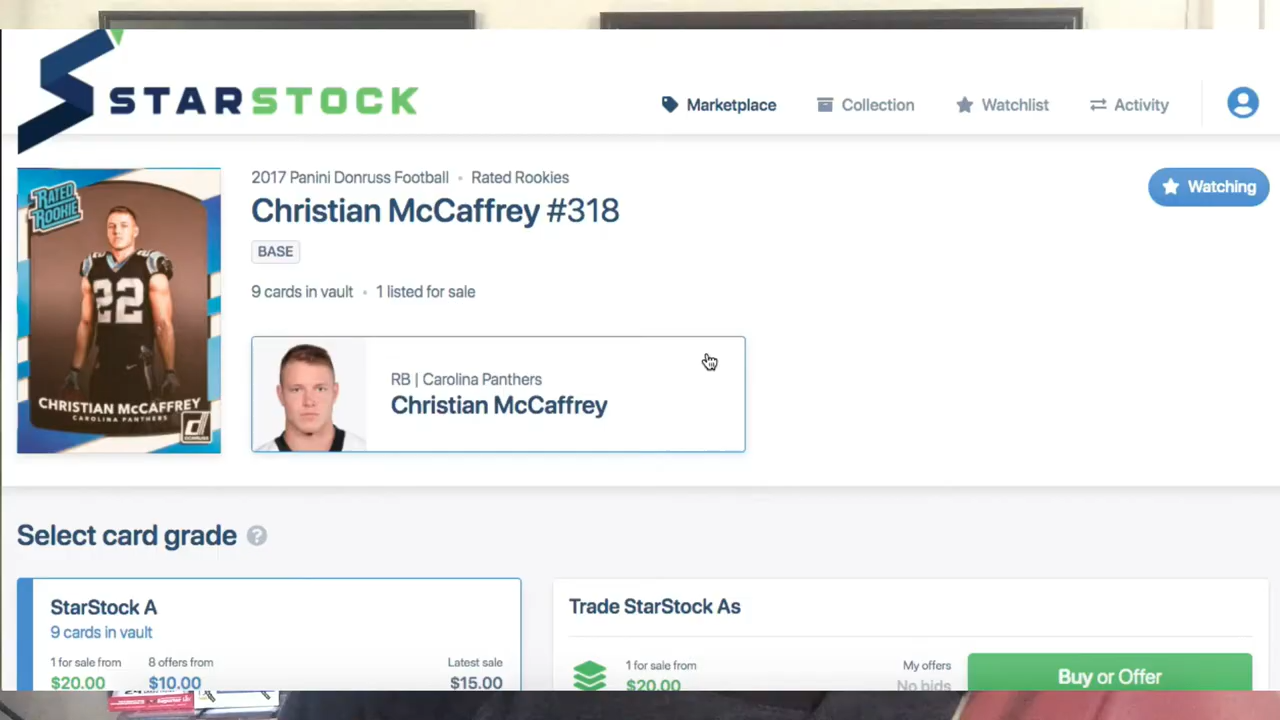 STARSTOCK
Marketplace
Collection
Watchlist
Activity
RATED
ROOKIE
22
CHRISTIAN McCAFFREY
CAROLINA PANTHERS
DONRUSS
2017 Panini Donruss Football • Rated Rookies
Christian McCaffrey #318
BASE
9 cards in vault • 1 listed for sale
Watching
RB | Carolina Panthers
Christian McCaffrey
Select card grade ?
StarStock A
9 cards in vault
1 for sale from
$20.00
8 offers from
$10.00
Latest sale
$15.00
Trade StarStock As
1 for sale from
$20.00
My offers
No bids
Buy or Offer